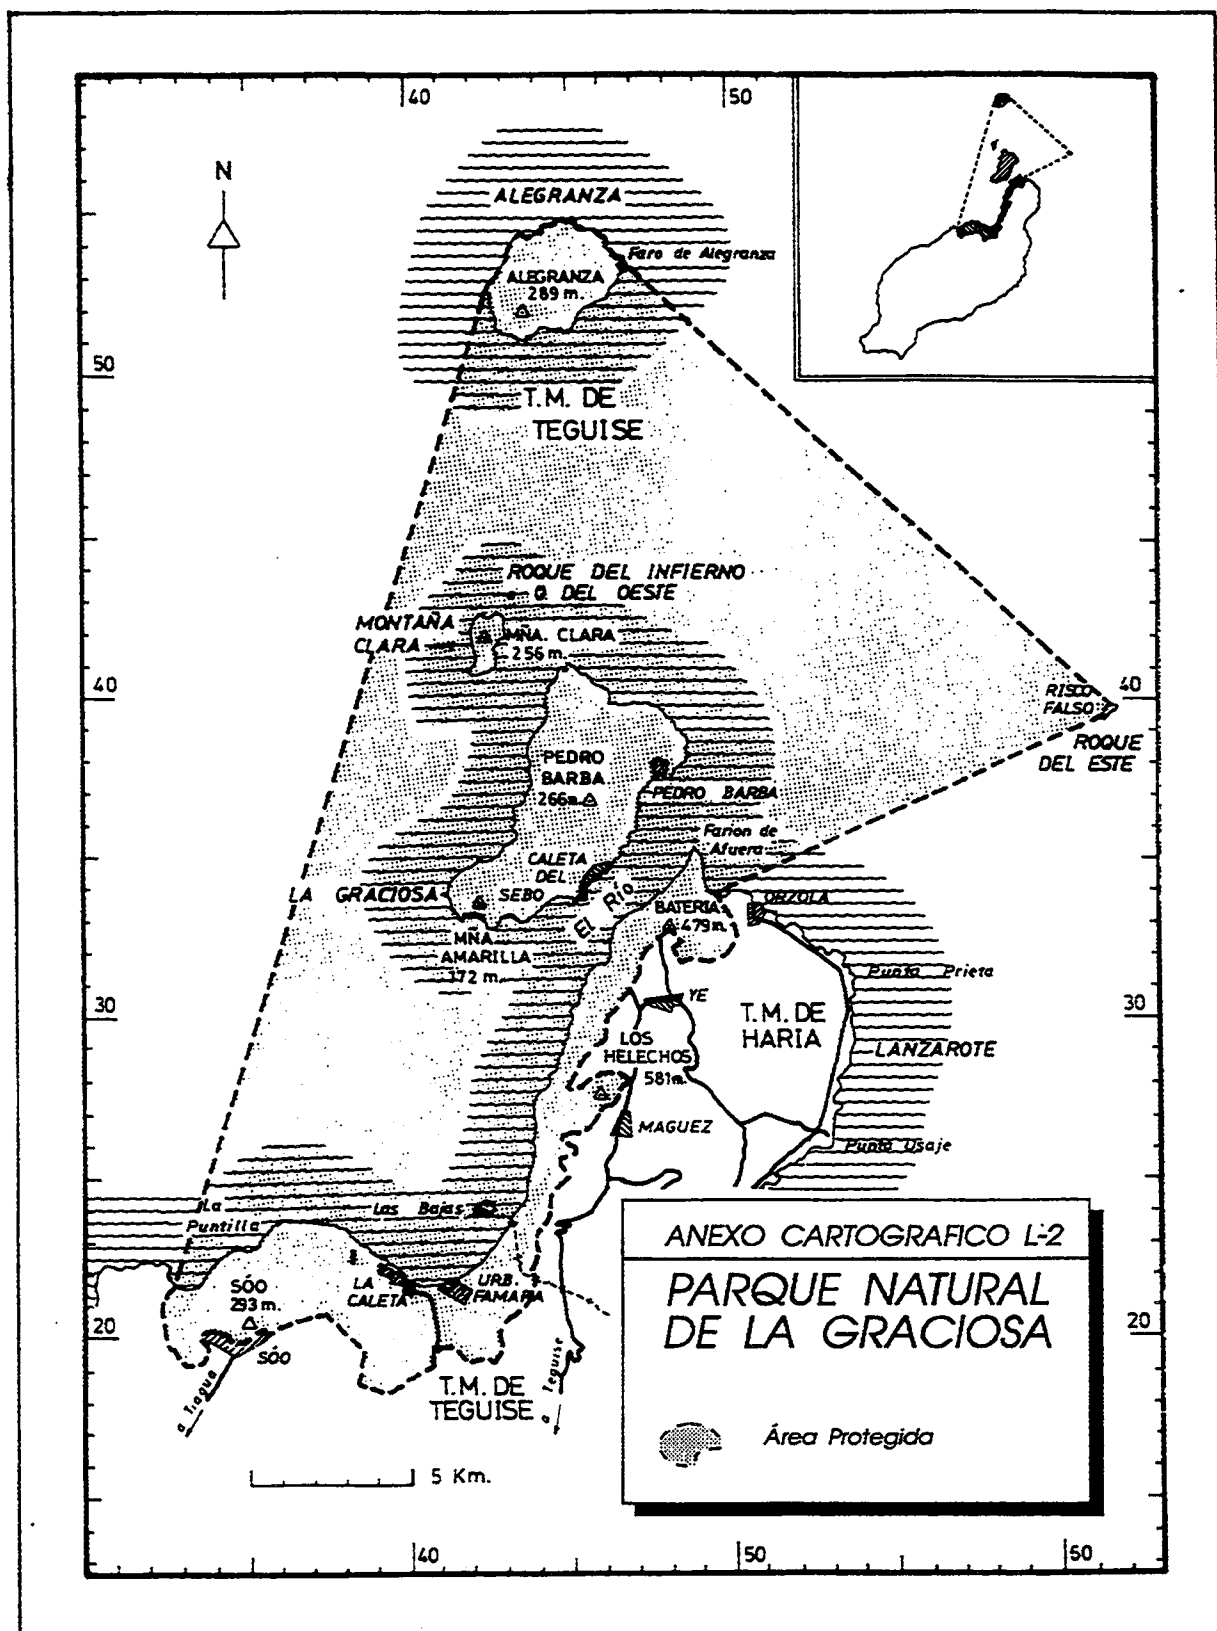 40
50
N
ALEGRANZA
Faro de Alegranza
ALEGRANZA
289 m.
50
T.M. DE
TEGUISE
ROQUE DEL INFIERNO
O. DEL OESTE
MONTAÑA
CLARA
MÑA. CLARA
256 m.
40
RISCO
FALSO
40
ROQUE
DEL ESTE
PEDRO
BARBA
266m.
PEDRO BARBA
Farion de
Afuera
CALETA
DEL
SEBO
LA GRACIOSA
El Río
BATERIA
479m.
ORZOLA
MÑA
AMARILLA
172 m.
Punta Prieta
30
YE
T.M. DE
HARIA
30
LOS
HELECHOS
581m.
LANZAROTE
MAGUEZ
Punta Usaje
La
Puntilla
Las Bajas
SÓO
293 m.
LA
CALETA
URB.
FAMARA
20
SÓO
a Tiagua
T.M. DE
TEGUISE
a Teguise
5 Km.
ANEXO CARTOGRAFICO L-2
PARQUE NATURAL
DE LA GRACIOSA
20
Área Protegida
40
50
50